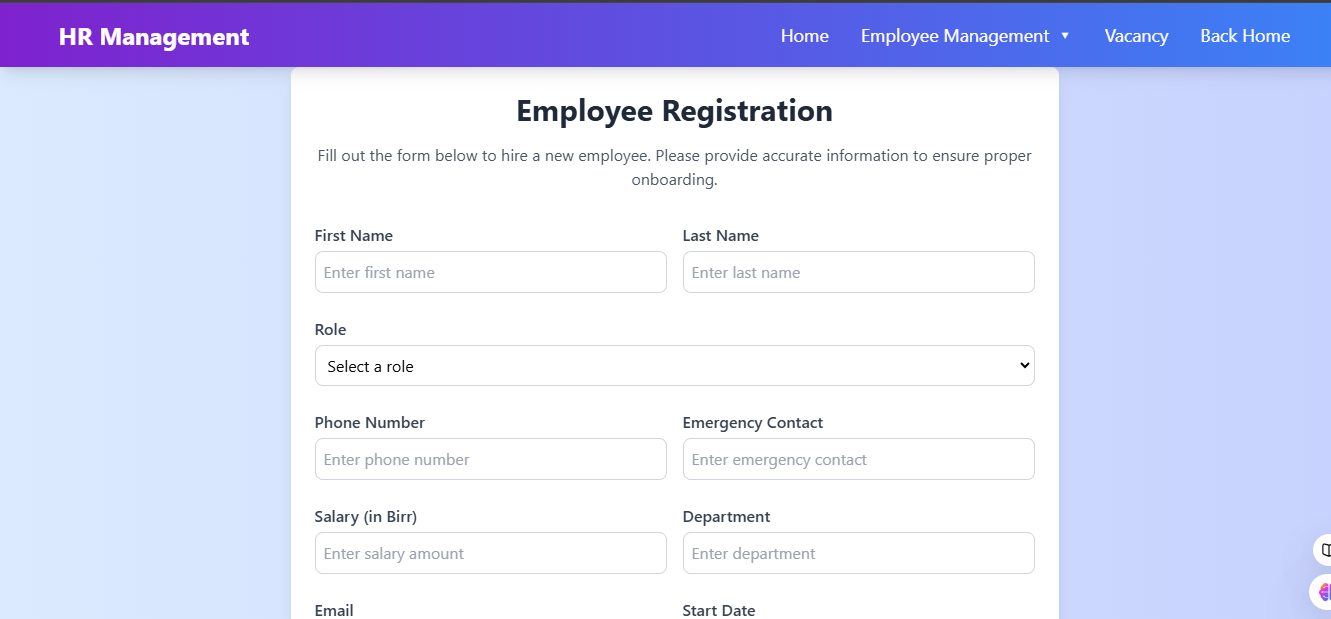 HR Management
Home Employee Management ▼ Vacancy Back Home
Employee Registration
Fill out the form below to hire a new employee. Please provide accurate information to ensure proper
onboarding.
First Name Last Name
Enter first name Enter last name
Role
Select a role
Phone Number Emergency Contact
Enter phone number Enter emergency contact
Salary (in Birr) Department
Enter salary amount Enter department
Email Start Date